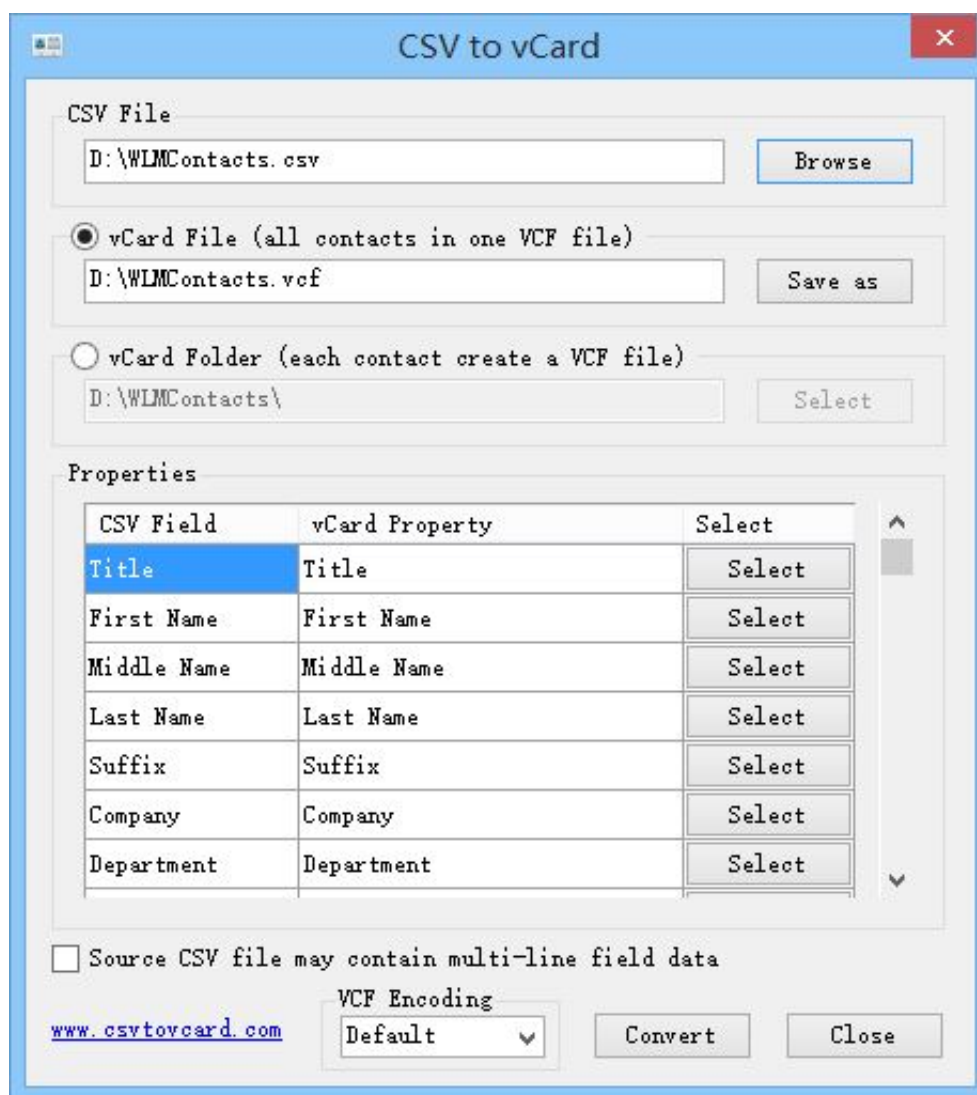 CSV to vCard
CSV File
D:\WLMContacts.csv Browse
vCard File (all contacts in one VCF file)
D:\WLMContacts.vcf Save as
vCard Folder (each contact create a VCF file)
D:\WLMContacts\ Select
Properties
CSV Field vCard Property Select
Title Title Select
First Name First Name Select
Middle Name Middle Name Select
Last Name Last Name Select
Suffix Suffix Select
Company Company Select
Department Department Select
Source CSV file may contain multi-line field data
VCF Encoding
www.csvtovcard.com Default Convert Close